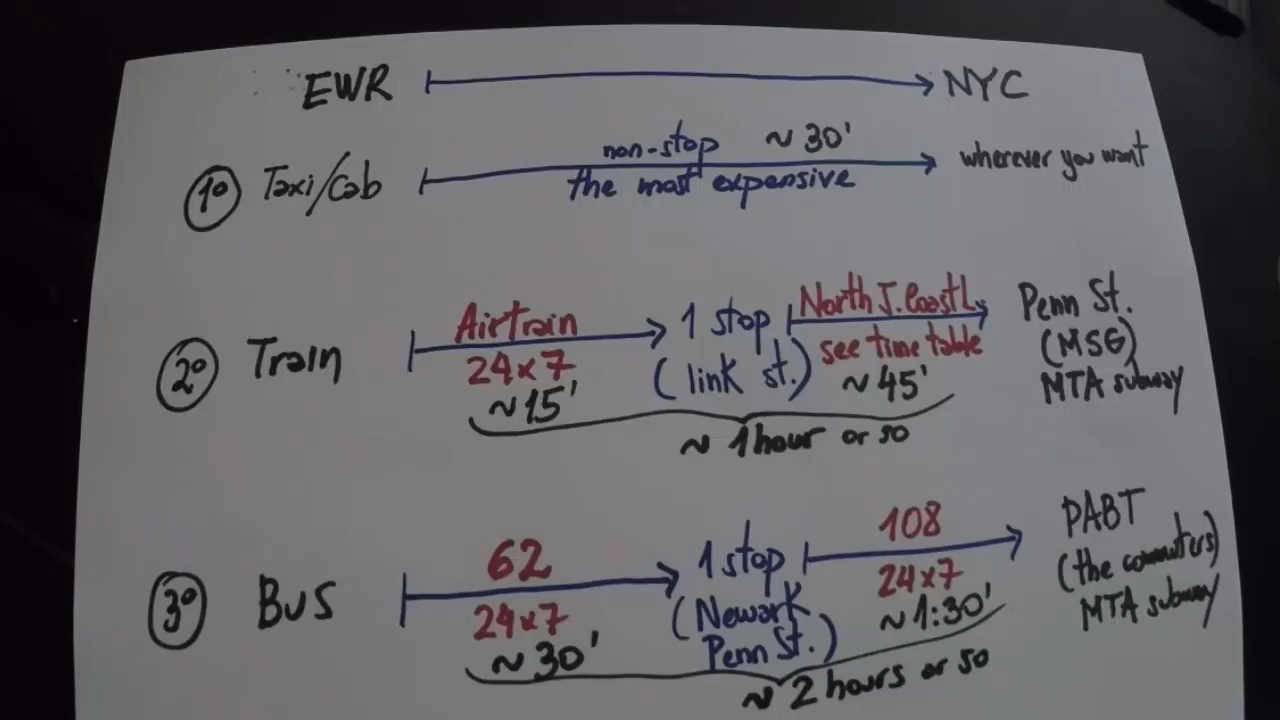 EWR NYC
1º Taxi/Cab non-stop ~ 30' wherever you want
the most expensive
2º Train Airtrain 1 stop North J. Coast L. Penn St.
24x7 (link st.) see time table (MSG)
~ 15' ~ 45' MTA subway
~ 1 hour or so
3º Bus 62 1 stop 108 PABT
24x7 (Newark 24x7 (the commuters)
~ 30' Penn St.) ~ 1:30' MTA subway
~ 2 hours or so